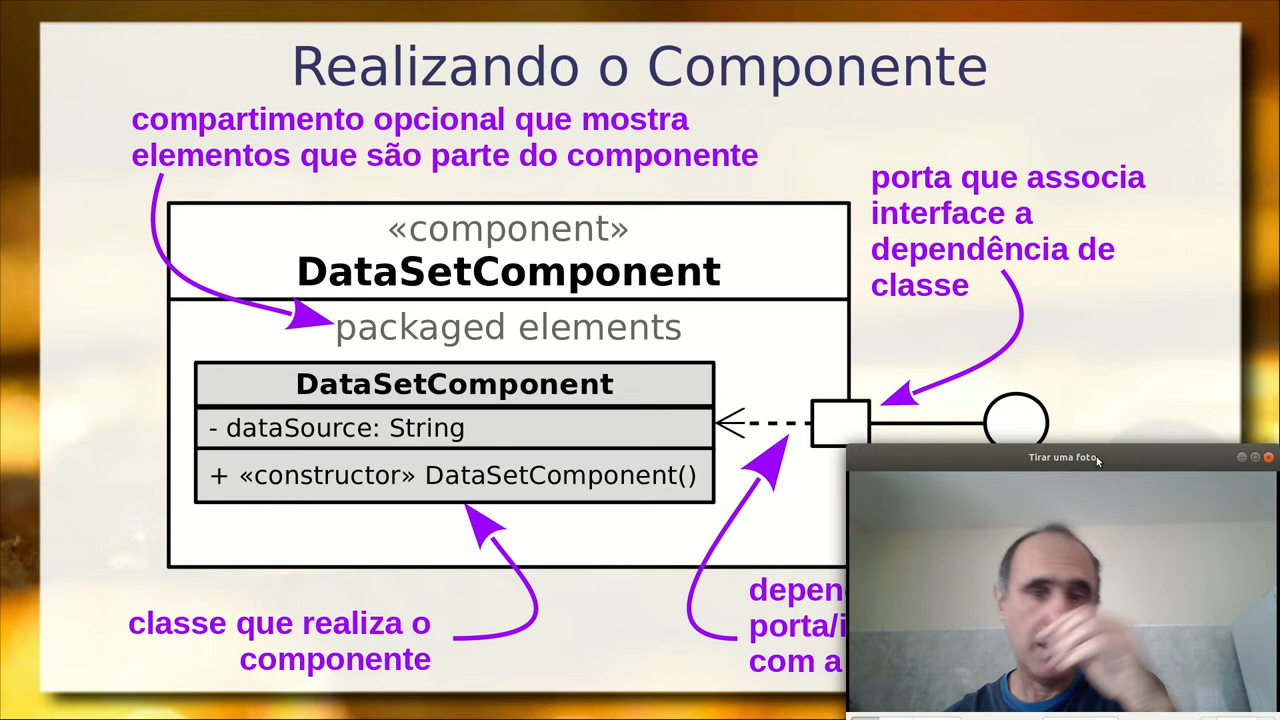 Realizando o Componente
compartimento opcional que mostra
elementos que são parte do componente
porta que associa
interface a
dependência de
classe
«component»
DataSetComponent
packaged elements
DataSetComponent
- dataSource: String
+ «constructor» DataSetComponent()
Tirar uma foto
classe que realiza o
componente
depen
porta/i
com a